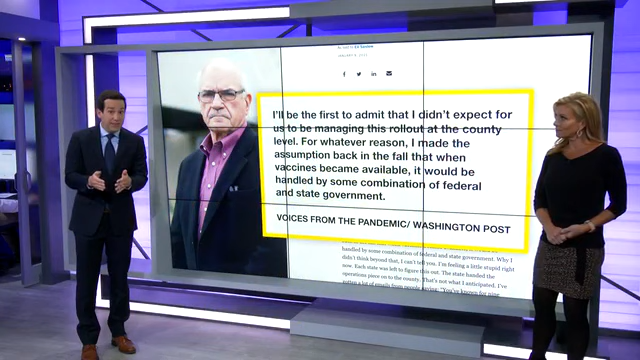 As told to Eli Saslow
I'll be the first to admit that I didn't expect for
us to be managing this rollout at the county
level. For whatever reason, I made the
assumption back in the fall that when
vaccines became available, it would be
handled by some combination of federal
and state government.
VOICES FROM THE PANDEMIC/ WASHINGTON POST
handled by some combination of federal and state government. Why I
didn't think beyond that, I can't tell you. I'm feeling a little stupid right
now. Each state was left to figure this out. The state handed the
operations piece on to the county. That's not what I anticipated. I've